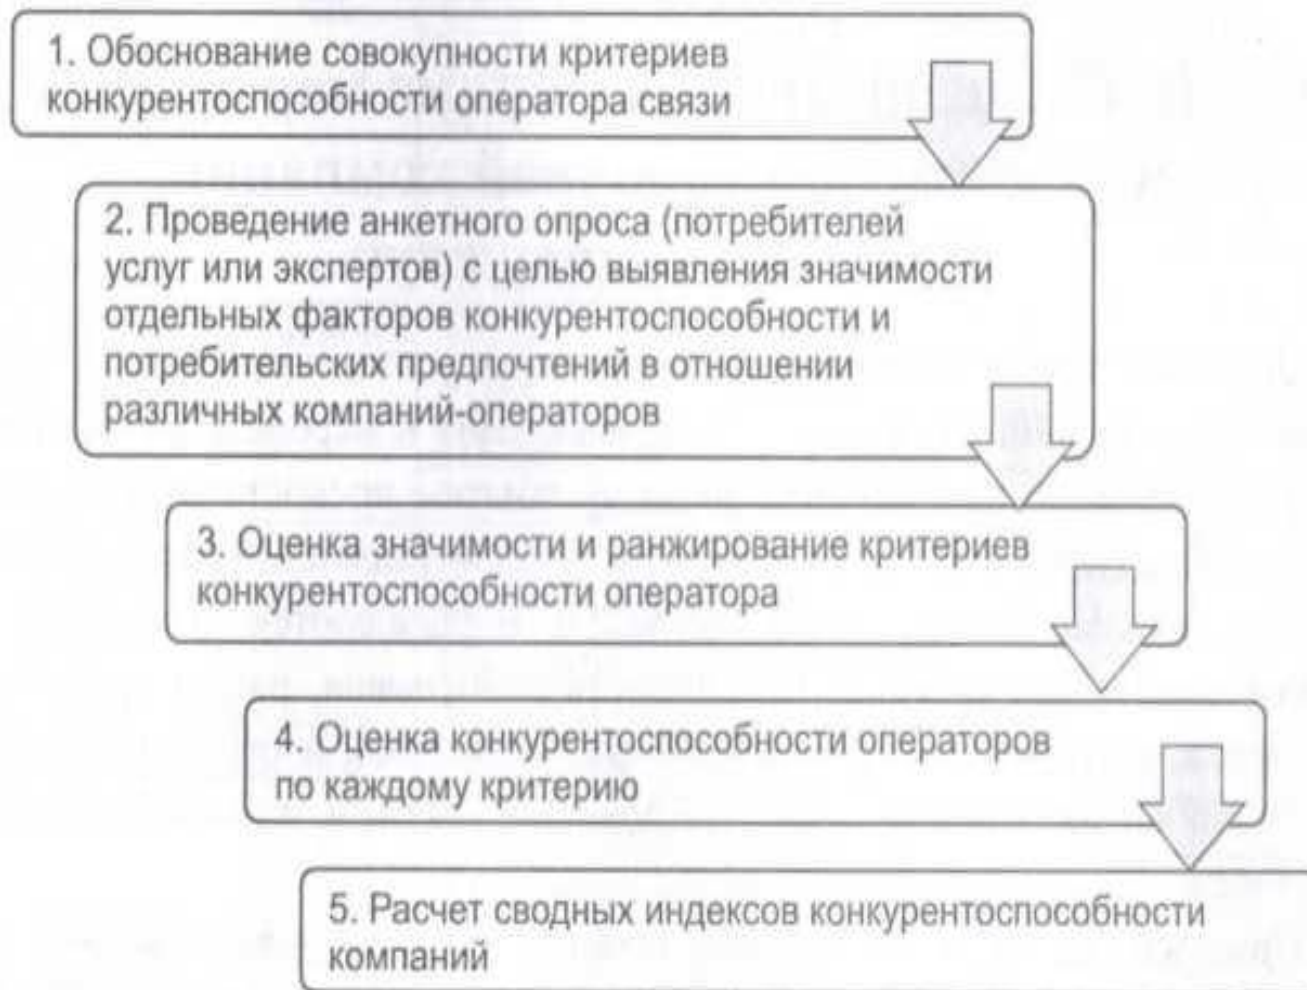 1. Обоснование совокупности критериев
конкурентоспособности оператора связи
2. Проведение анкетного опроса (потребителей
услуг или экспертов) с целью выявления значимости
отдельных факторов конкурентоспособности и
потребительских предпочтений в отношении
различных компаний-операторов
3. Оценка значимости и ранжирование критериев
конкурентоспособности оператора
4. Оценка конкурентоспособности операторов
по каждому критерию
5. Расчет сводных индексов конкурентоспособности
компаний